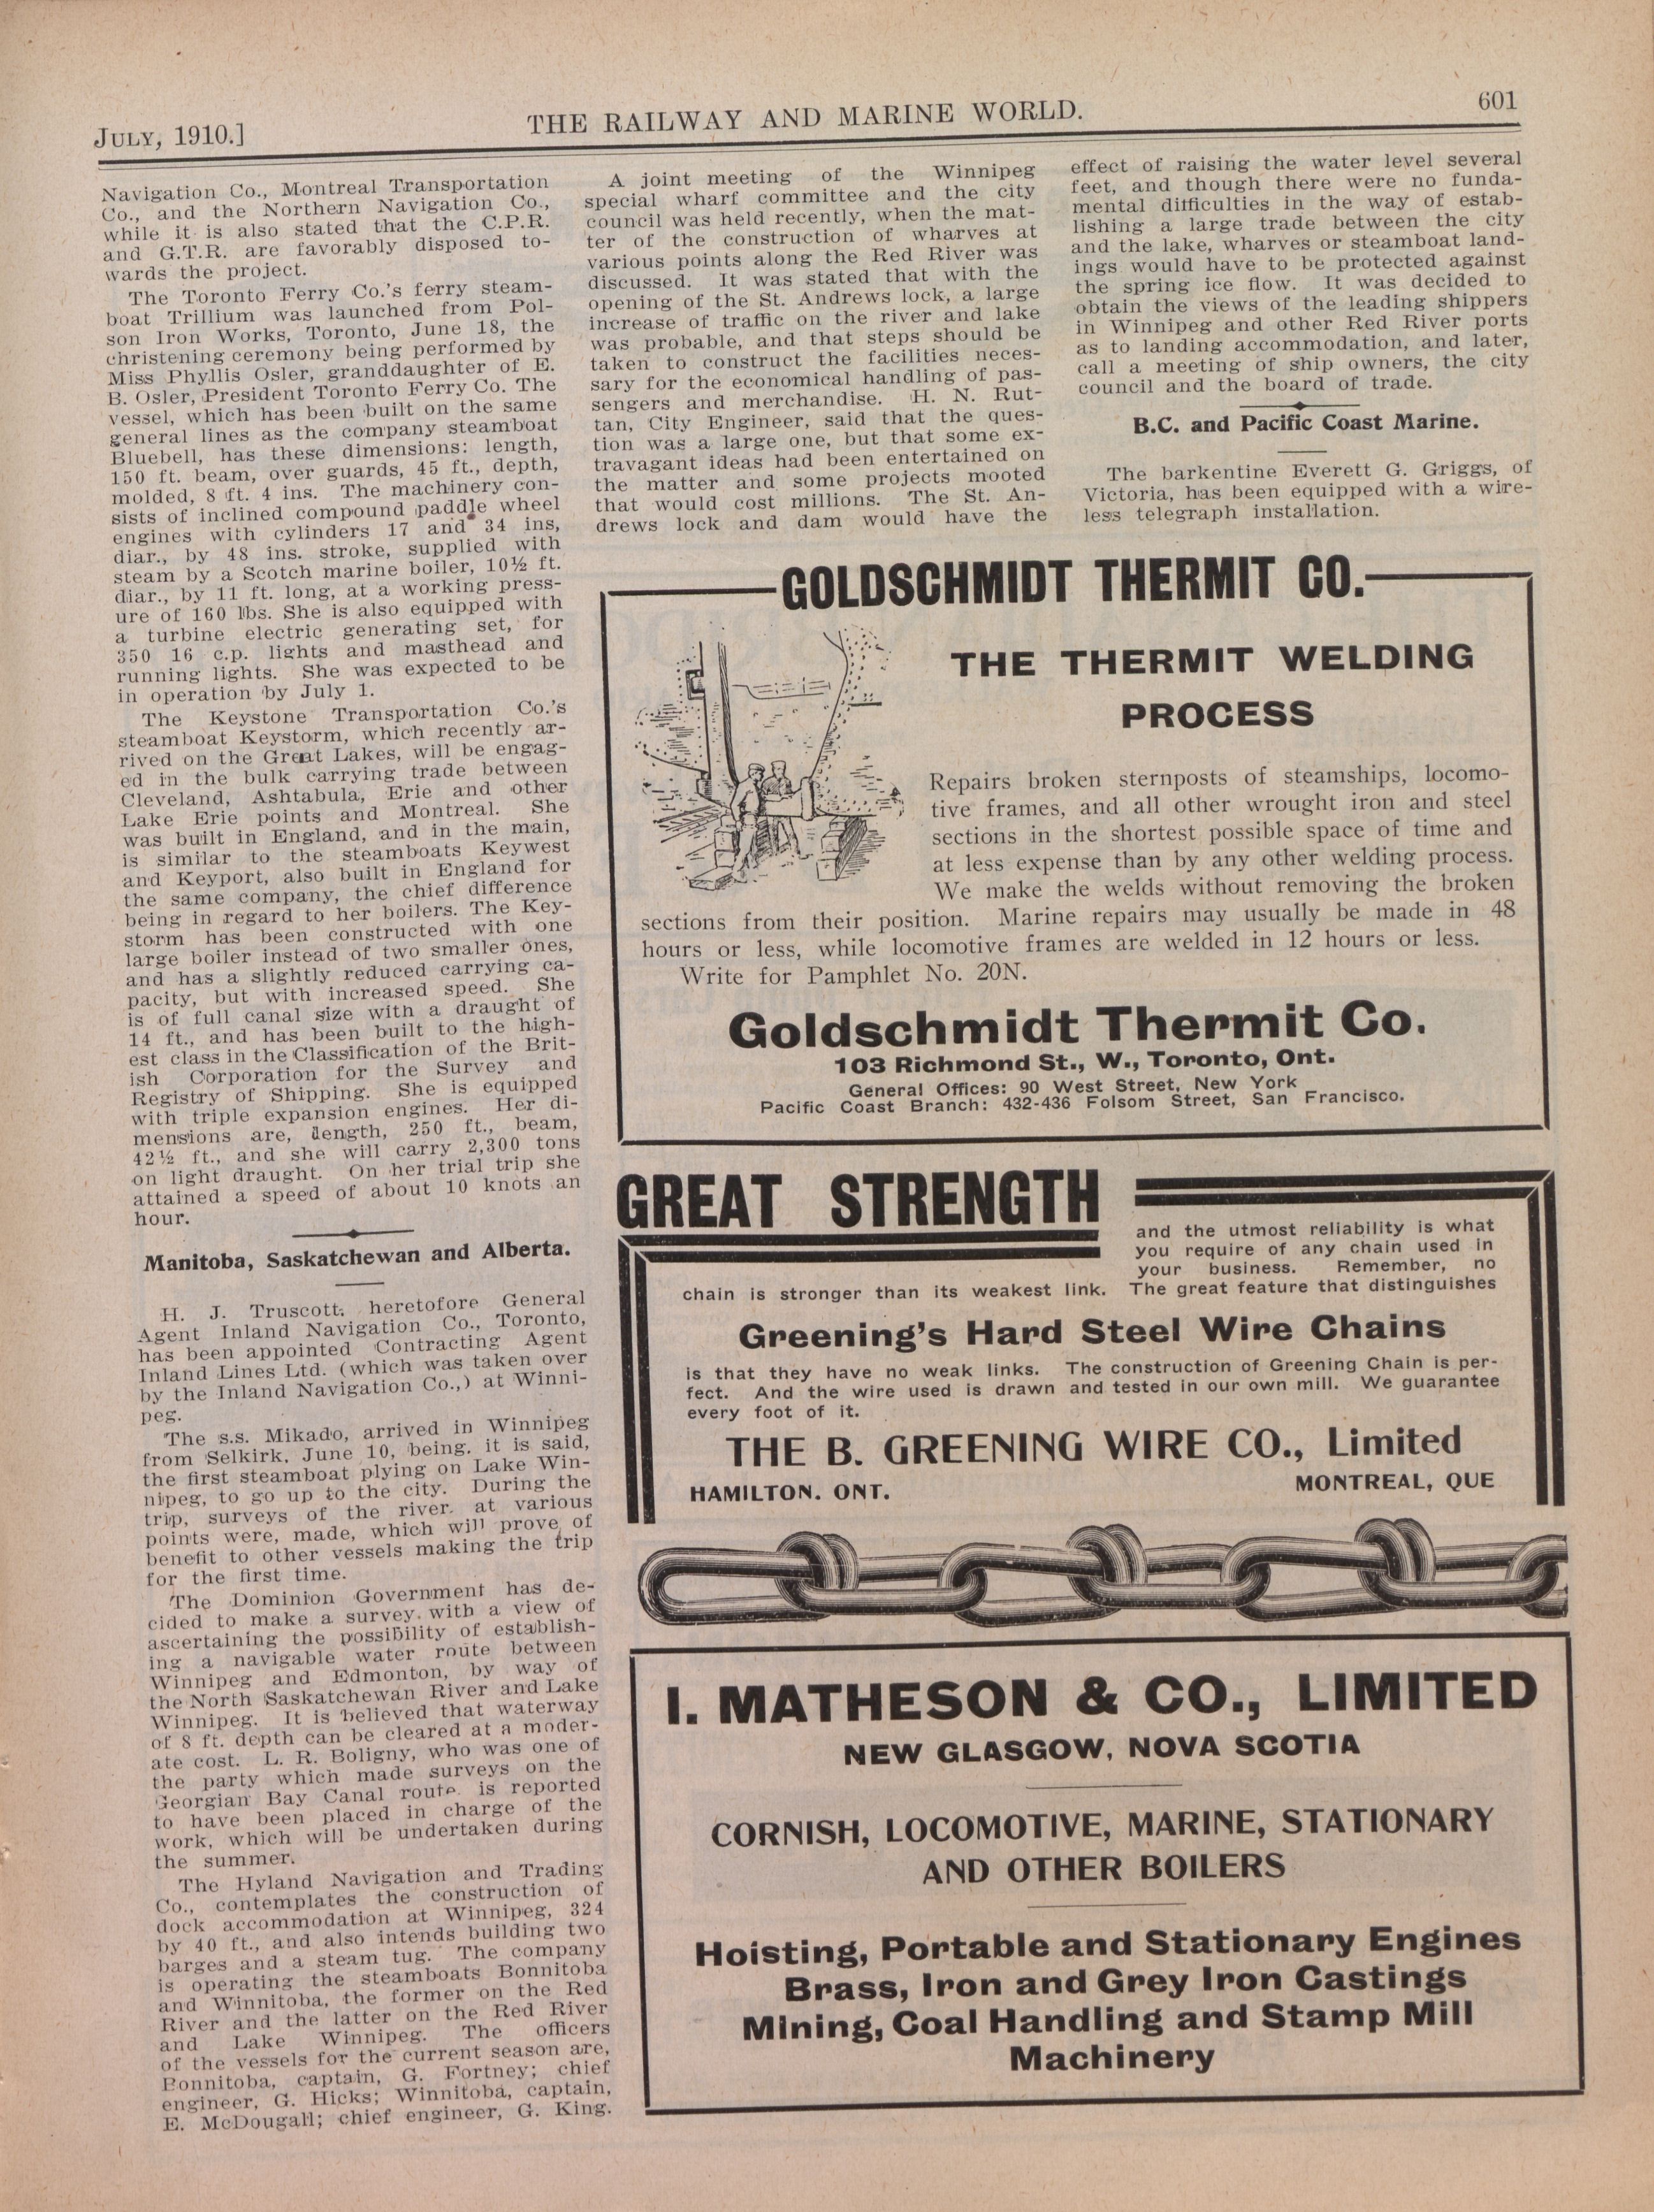 JULY, 1910.]
THE RAILWAY AND MARINE WORLD.
601
Navigation Co., Montreal Transportation
Co., and the Northern Navigation Co.,
while it is also stated that the C.P.R.
and G.T.R. are favorably disposed to-
wards the project.
The Toronto Ferry Co.'s ferry steam-
boat Trillium was launched from Pol-
son Iron Works, Toronto, June 18, the
christening ceremony being performed by
Miss Phyllis Osler, granddaughter of E.
B. Osler, President Toronto Ferry Co. The
vessel, which has been built on the same
general lines as the company steamboat
Bluebell, has these dimensions: length,
150 ft. beam, over guards, 45 ft., depth,
molded, 8 ft. 4 ins. The machinery con-
sists of inclined compound paddle wheel
engines with cylinders 17 and 34 ins,
diar., by 48 ins. stroke, supplied with
steam by a Scotch marine boiler, 10½ ft.
diar., by 11 ft. long, at a working press-
ure of 160 lbs. She is also equipped with
a turbine electric generating set, for
350 16 c.p. lights and masthead and
running lights. She was expected to be
in operation by July 1.
The Keystone Transportation Co.'s
steamboat Keystorm, which recently ar-
rived on the Great Lakes, will be engag-
ed in the bulk carrying trade between
Cleveland, Ashtabula, Erie and other
Lake Erie points and Montreal. She
was built in England, and in the main,
is similar to the steamboats Keywest
and Keyport, also built in England for
the same company, the chief difference
being in regard to her boilers. The Key-
storm has been constructed with one
large boiler instead of two smaller ones,
and has a slightly reduced carrying ca-
pacity, but with increased speed. She
is of full canal size with a draught of
14 ft., and has been built to the high-
est class in the Classification of the Brit-
ish Corporation for the Survey and
Registry of Shipping. She is equipped
with triple expansion engines. Her di-
mensions are, length, 250 ft., beam,
42½ ft., and she will carry 2,300 tons
on light draught. On her trial trip she
attained a speed of about 10 knots an
hour.
Manitoba, Saskatchewan and Alberta.
H. J. Truscott, heretofore General
Agent Inland Navigation Co., Toronto,
has been appointed Contracting Agent
Inland Lines Ltd. (which was taken over
by the Inland Navigation Co.,) at Winni-
peg.
The s.s. Mikado, arrived in Winnipeg
from Selkirk, June 10, being, it is said,
the first steamboat plying on Lake Win-
nipeg, to go up to the city. During the
trip, surveys of the river, at various
points were, made, which will prove of
benefit to other vessels making the trip
for the first time.
The Dominion Government has de-
cided to make a survey, with a view of
ascertaining the possibility of establish-
ing a navigable water route between
Winnipeg and Edmonton, by way of
the North Saskatchewan River and Lake
Winnipeg. It is believed that waterway
of 8 ft. depth can be cleared at a moder-
ate cost. L. R. Boligny, who was one of
the party which made surveys on the
Georgian Bay Canal route, is reported
to have been placed in charge of the
work, which will be undertaken during
the summer.
The Hyland Navigation and Trading
Co., contemplates the construction of
dock accommodation at Winnipeg, 324
by 40 ft., and also intends building two
barges and a steam tug. The company
is operating the steamboats Bonnitoba
and Winnitoba, the former on the Red
River and the latter on the Red River
and Lake Winnipeg. The officers
of the vessels for the current season are,
Bonnitoba, captain, G. Fortney; chief
engineer, G. Hicks; Winnitoba, captain,
E. McDougall; chief engineer, G. King.
A joint meeting of the Winnipeg
special wharf committee and the city
council was held recently, when the mat-
ter of the construction of wharves at
various points along the Red River was
discussed. It was stated that with the
opening of the St. Andrews lock, a large
increase of traffic on the river and lake
was probable, and that steps should be
taken to construct the facilities neces-
sary for the economical handling of pas-
sengers and merchandise. H. N. Rut-
tan, City Engineer, said that the ques-
tion was a large one, but that some ex-
travagant ideas had been entertained on
the matter and some projects mooted
that would cost millions. The St. An-
drews lock and dam would have the
effect of raising the water level several
feet, and though there were no funda-
mental difficulties in the way of estab-
lishing a large trade between the city
and the lake, wharves or steamboat land-
ings would have to be protected against
the spring ice flow. It was decided to
obtain the views of the leading shippers
in Winnipeg and other Red River ports
as to landing accommodation, and later,
call a meeting of ship owners, the city
council and the board of trade.
B.C. and Pacific Coast Marine.
The barkentine Everett G. Griggs, of
Victoria, has been equipped with a wire-
less telegraph installation.
GOLDSCHMIDT THERMIT CO.
THE THERMIT WELDING
PROCESS
Repairs broken sternposts of steamships, locomo-
tive frames, and all other wrought iron and steel
sections in the shortest possible space of time and
at less expense than by any other welding process.
We make the welds without removing the broken
sections from their position. Marine repairs may usually be made in 48
hours or less, while locomotive frames are welded in 12 hours or less.
Write for Pamphlet No. 20N.
Goldschmidt Thermit Co.
103 Richmond St., W., Toronto, Ont.
General Offices: 90 West Street, New York
Pacific Coast Branch: 432-436 Folsom Street, San Francisco.
GREAT STRENGTH
and the utmost reliability is what
you require of any chain used in
your business. Remember, no
chain is stronger than its weakest link. The great feature that distinguishes
Greening's Hard Steel Wire Chains
is that they have no weak links. The construction of Greening Chain is per-
fect. And the wire used is drawn and tested in our own mill. We guarantee
every foot of it.
THE B. GREENING WIRE CO., Limited
HAMILTON. ONT.
MONTREAL, QUE
I. MATHESON & CO., LIMITED
NEW GLASGOW, NOVA SCOTIA
CORNISH, LOCOMOTIVE, MARINE, STATIONARY
AND OTHER BOILERS
Hoisting, Portable and Stationary Engines
Brass, Iron and Grey Iron Castings
Mining, Coal Handling and Stamp Mill
Machinery